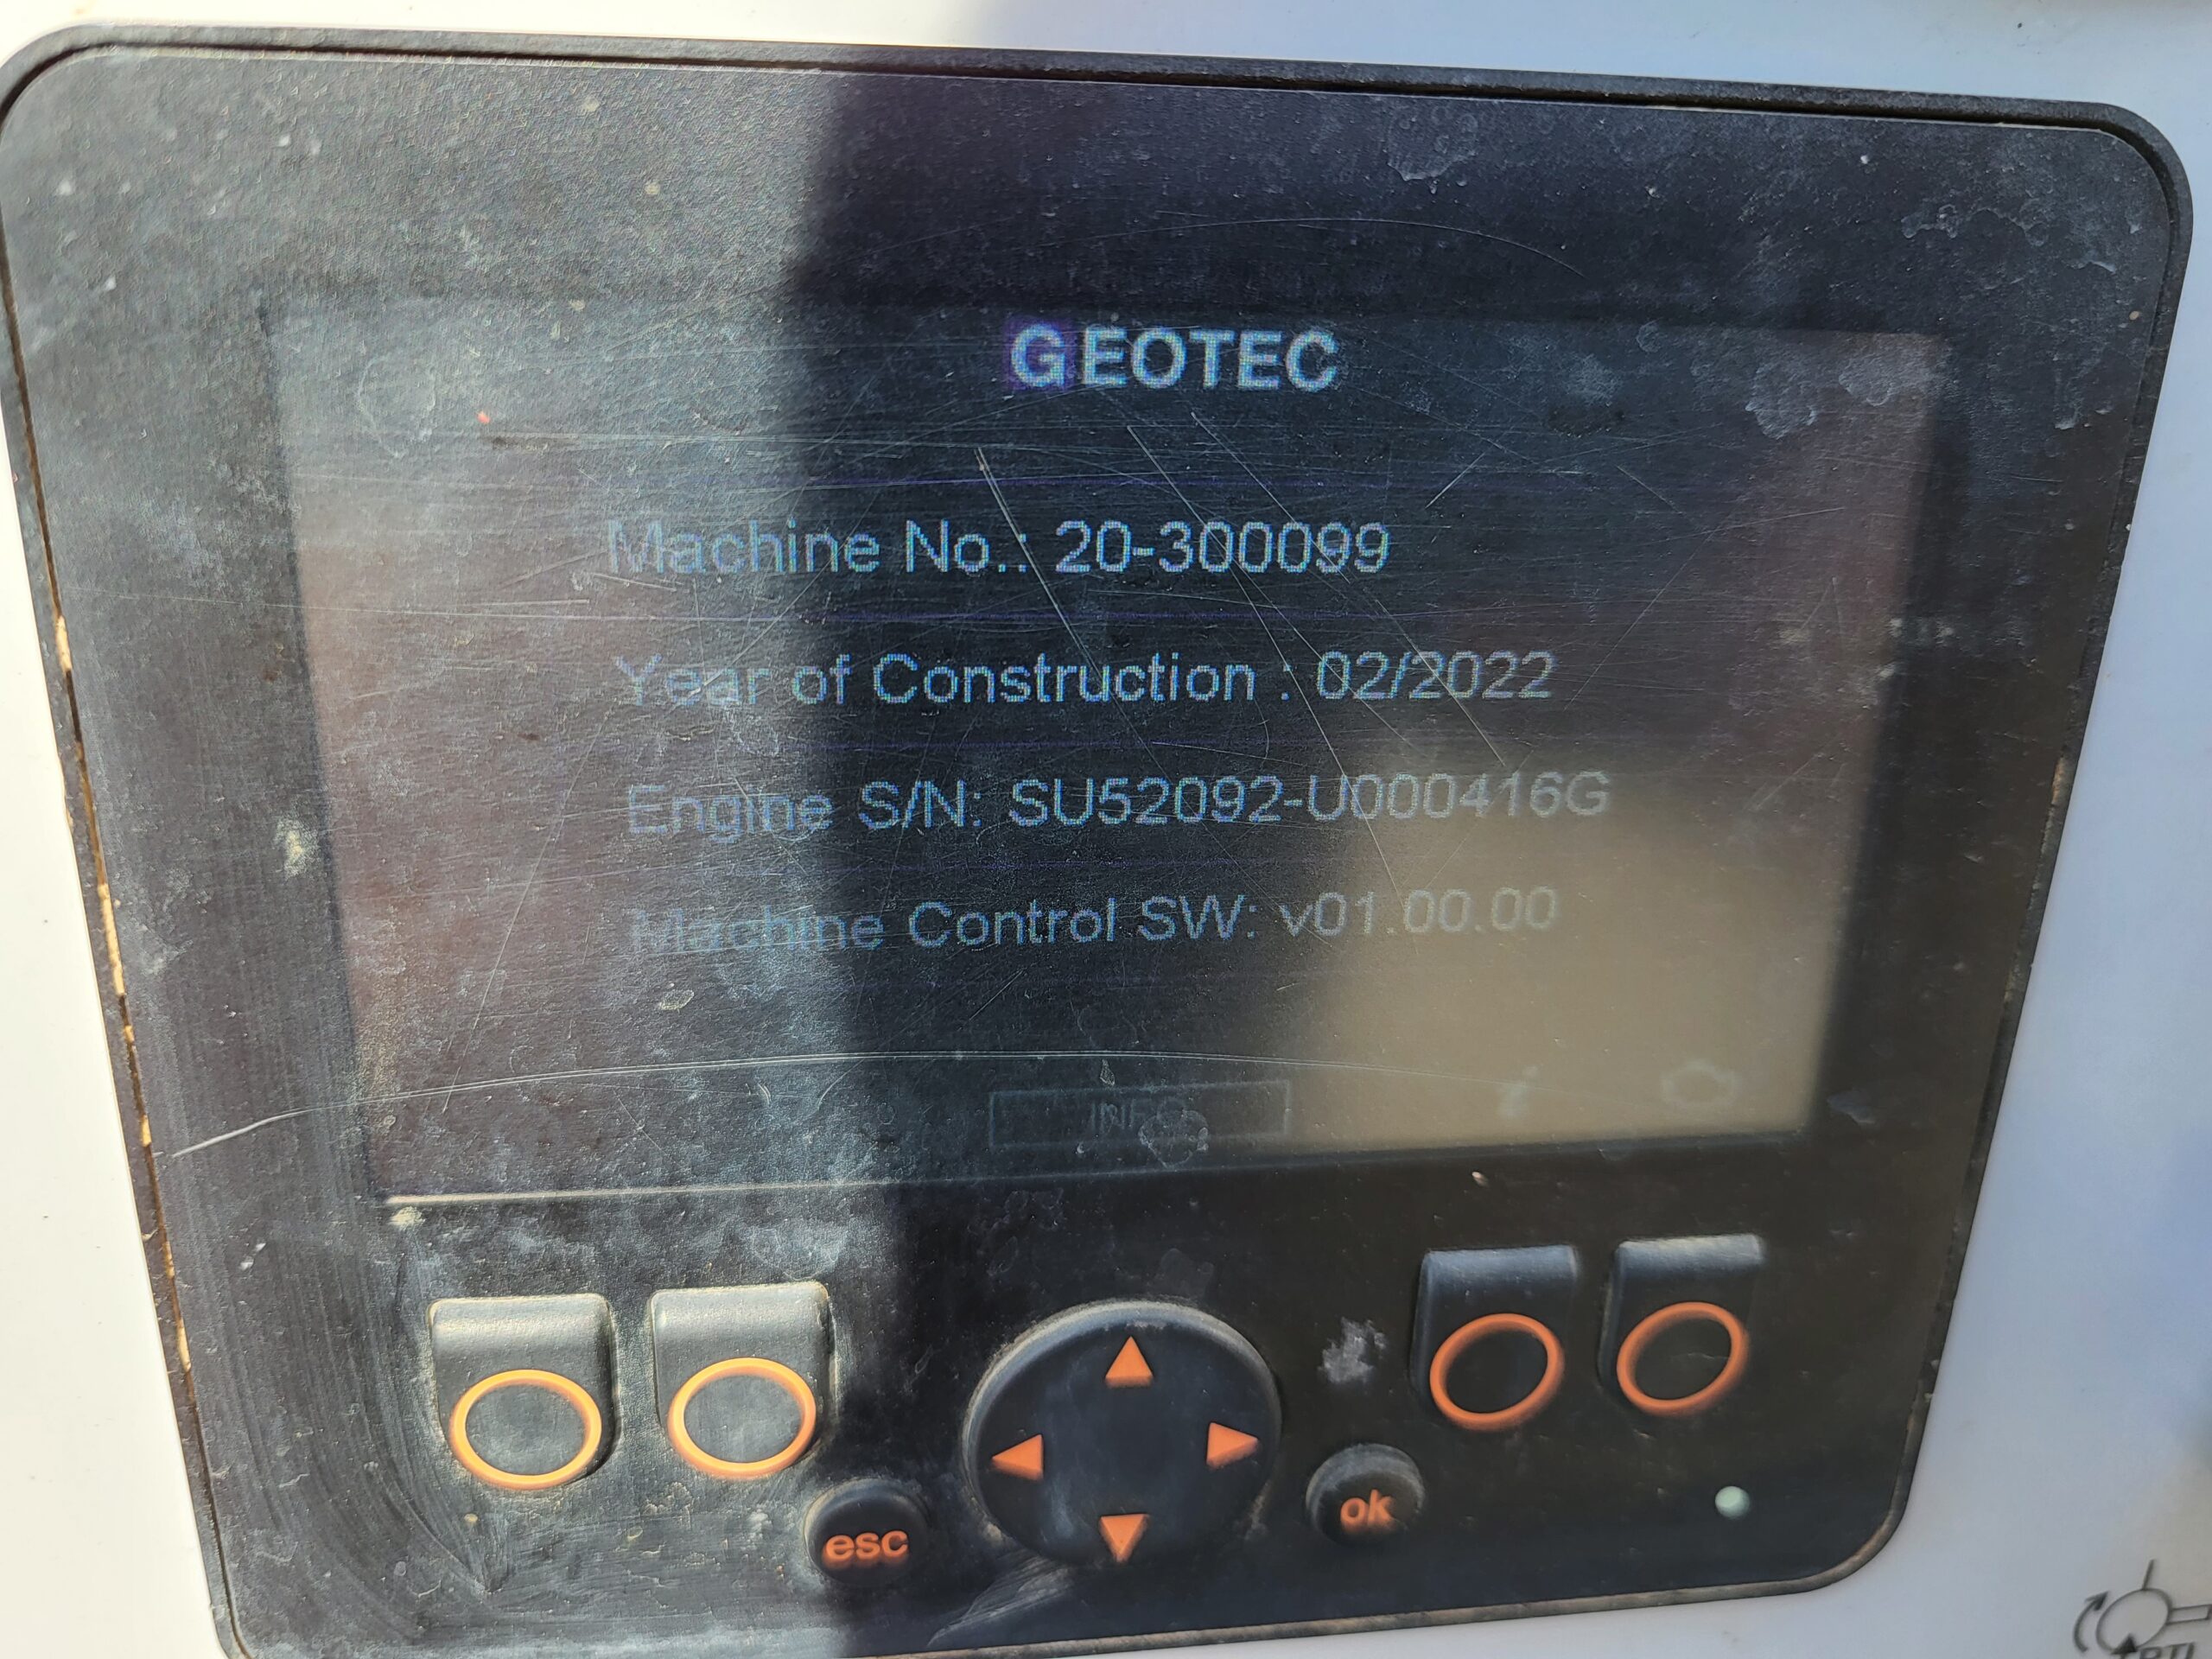 GEOTEC
Machine No.: 20-300099
Year of Construction : 02/2022
Engine S/N: SU52092-U000416G
Machine Control SW: v01.00.00
INFO
i
esc
ok